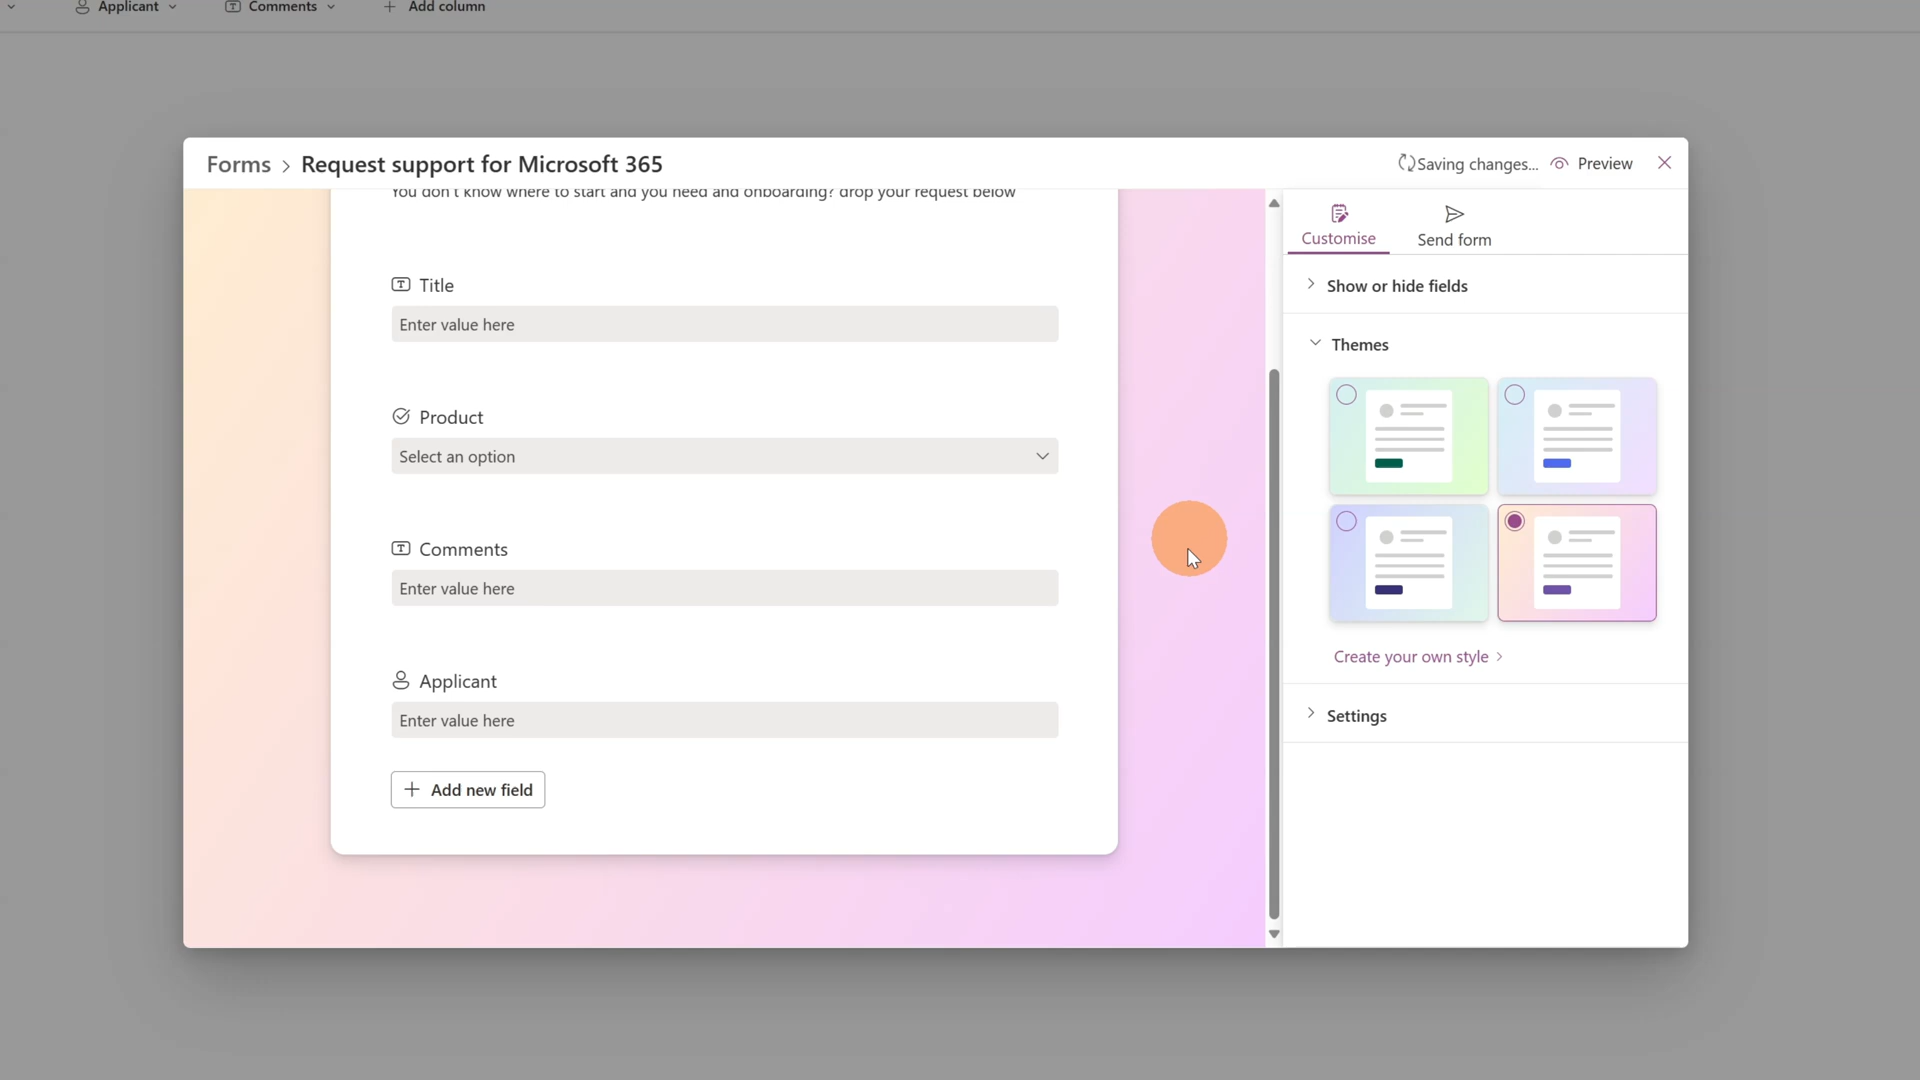 Applicant
Comments
Add column
Forms > Request support for Microsoft 365
Saving changes...
Preview
You don't know where to start and you need and onboarding? drop your request below
Title
Enter value here
Product
Select an option
Comments
Enter value here
Applicant
Enter value here
Add new field
Customise
Send form
Show or hide fields
Themes
Create your own style
Settings